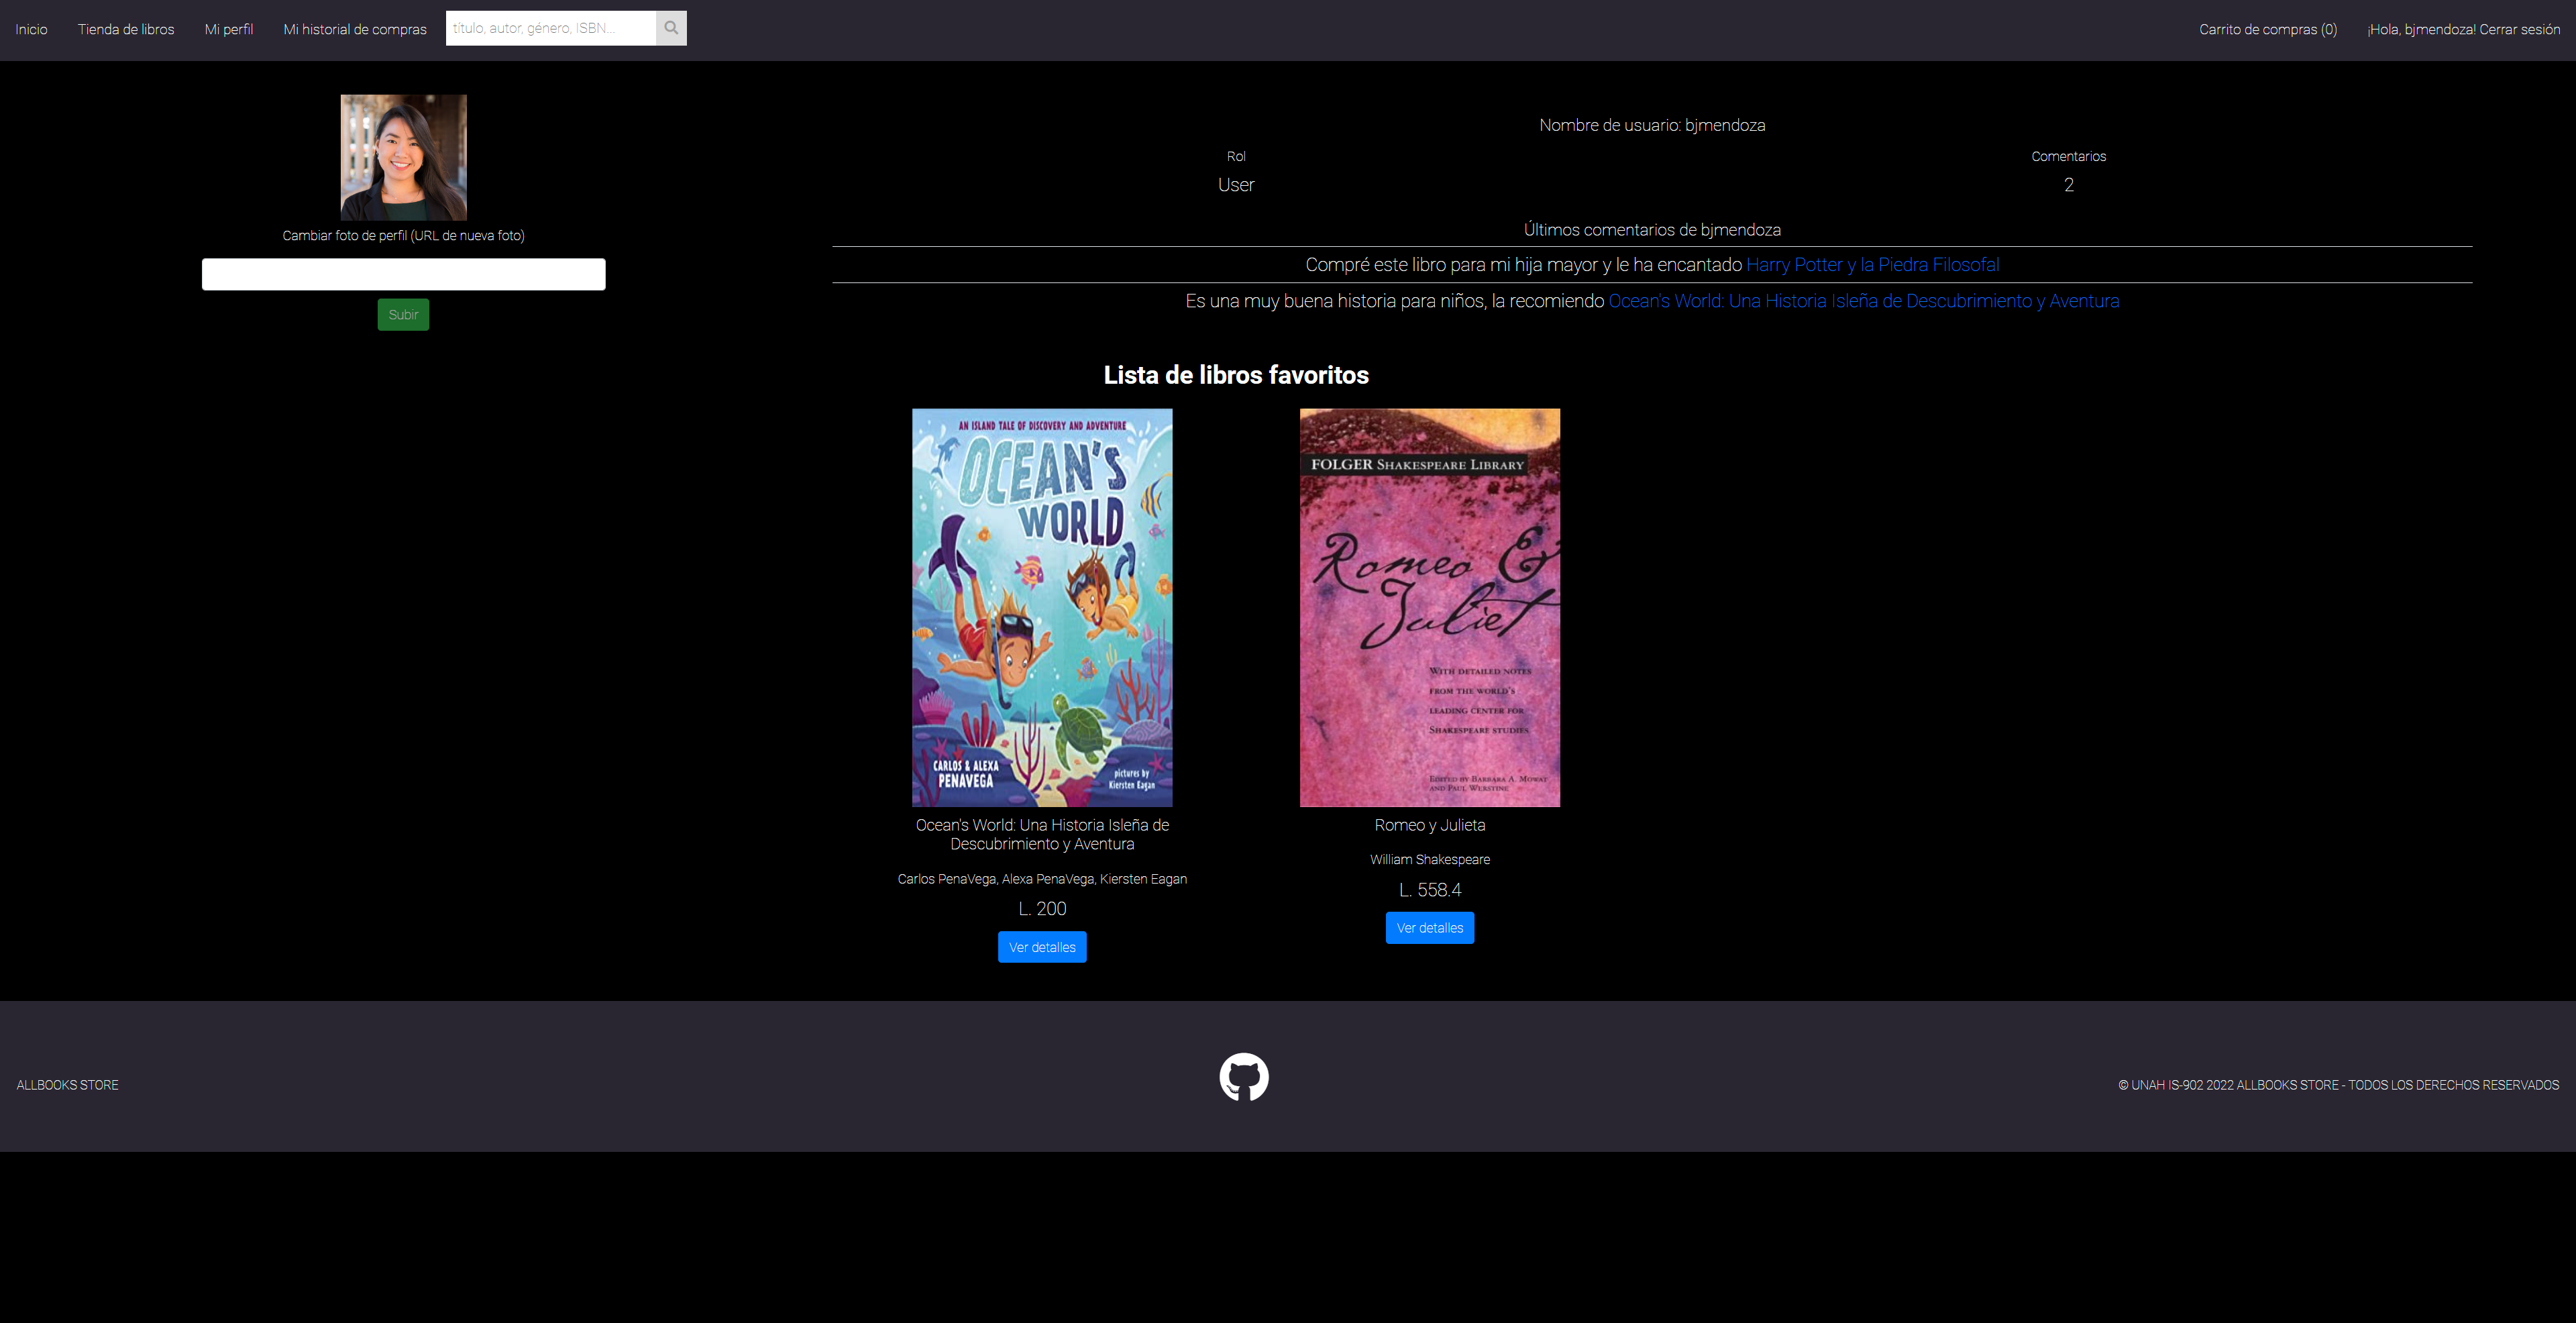 Inicio Tienda de libros Mi perfil Mi historial de compras título, autor, género, ISBN... Carrito de compras (0) ¡Hola, bjmendoza! Cerrar sesión
Cambiar foto de perfil (URL de nueva foto)
Subir
Nombre de usuario: bjmendoza
Rol Comentarios
User 2
Últimos comentarios de bjmendoza
Compré este libro para mi hija mayor y le ha encantado Harry Potter y la Piedra Filosofal
Es una muy buena historia para niños, la recomiendo Ocean's World: Una Historia Isleña de Descubrimiento y Aventura
Lista de libros favoritos
AN ISLAND TALE OF DISCOVERY AND ADVENTURE
OCEAN'S
WORLD
CARLOS & ALEXA
PENAVEGA
pictures by
Kiersten Eagan
Ocean's World: Una Historia Isleña de
Descubrimiento y Aventura
Carlos PenaVega, Alexa PenaVega, Kiersten Eagan
L. 200
Ver detalles
FOLGER SHAKESPEARE LIBRARY
Romeo &
Juliet
WITH DETAILED NOTES
FROM THE WORLD'S
LEADING CENTER FOR
SHAKESPEARE STUDIES
EDITED BY BARBARA A. MOWAT
AND PAUL WERSTINE
Romeo y Julieta
William Shakespeare
L. 558.4
Ver detalles
ALLBOOKS STORE
© UNAH IS-902 2022 ALLBOOKS STORE - TODOS LOS DERECHOS RESERVADOS